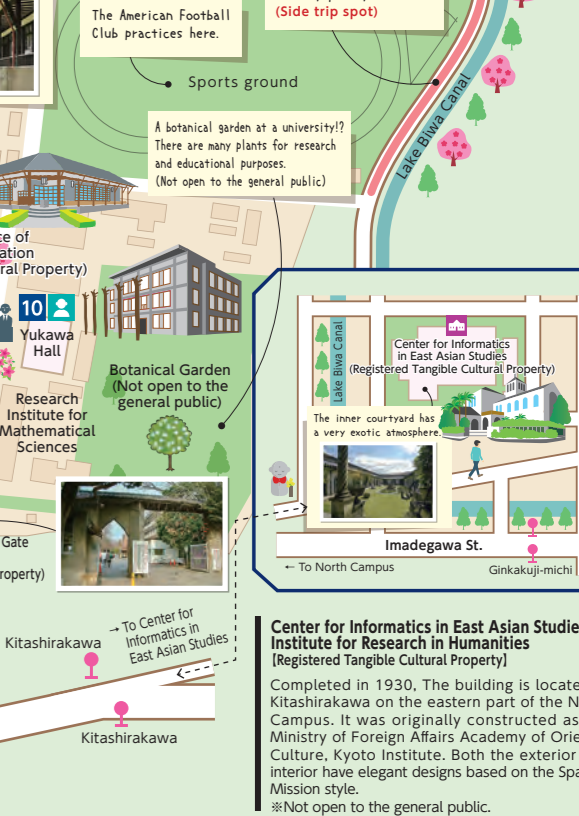 The American Football
Club practices here.
(Side trip spot)
Sports ground
Lake Biwa Canal
A botanical garden at a university!?
There are many plants for research
and educational purposes.
(Not open to the general public)
10
Yukawa
Hall
Botanical Garden
(Not open to the
general public)
Research
Institute for
Mathematical
Sciences
Gate
Lake Biwa Canal
Center for Informatics
in East Asian Studies
(Registered Tangible Cultural Property)
The inner courtyard has
a very exotic atmosphere.
Imadegawa St.
← To North Campus
Ginkakuji-michi
→ To Center for
Informatics in
East Asian Studies
Kitashirakawa
Kitashirakawa
Center for Informatics in East Asian Studie
Institute for Research in Humanities
【Registered Tangible Cultural Property】
Completed in 1930, The building is locate
Kitashirakawa on the eastern part of the N
Campus. It was originally constructed as
Ministry of Foreign Affairs Academy of Orie
Culture, Kyoto Institute. Both the exterior
interior have elegant designs based on the Spa
Mission style.
※Not open to the general public.